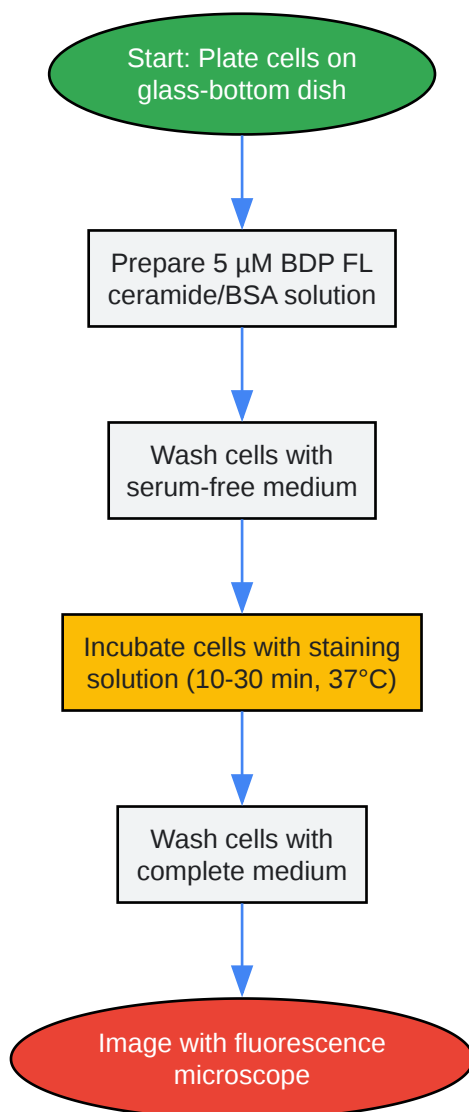 Start: Plate cells on
glass-bottom dish
Prepare 5 µM BDP FL
ceramide/BSA solution
Wash cells with
serum-free medium
Incubate cells with staining
solution (10-30 min, 37°C)
Wash cells with
complete medium
Image with fluorescence
microscope